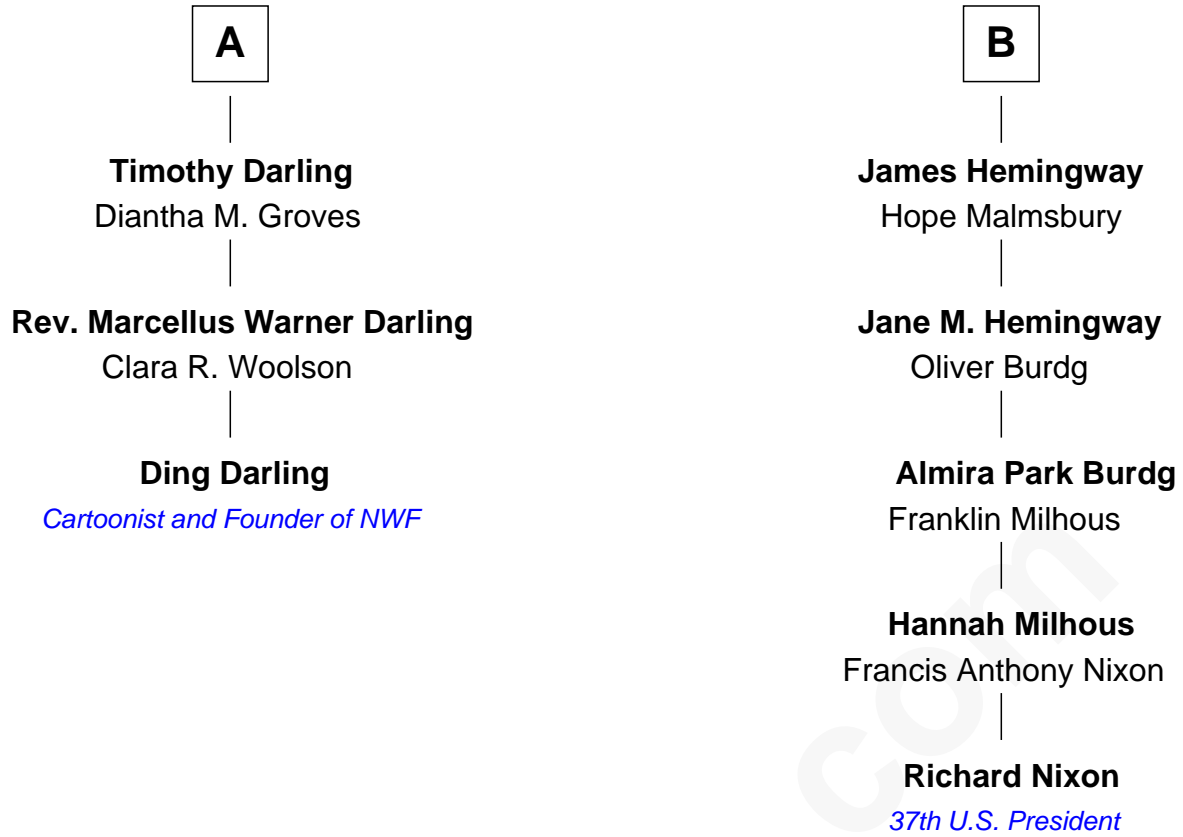 A
Timothy Darling
Diantha M. Groves
Rev. Marcellus Warner Darling
Clara R. Woolson
Ding Darling
Cartoonist and Founder of NWF
B
James Hemingway
Hope Malmsbury
Jane M. Hemingway
Oliver Burdg
Almira Park Burdg
Franklin Milhous
Hannah Milhous
Francis Anthony Nixon
Richard Nixon
37th U.S. President
com